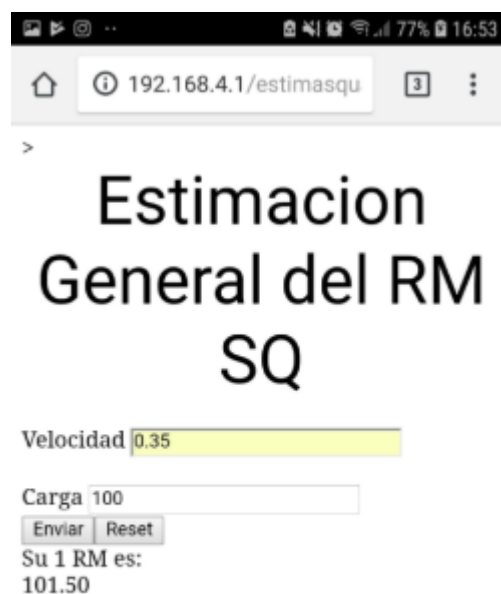 77% 16:53
192.168.4.1/estimasqu
3
>
Estimacion
General del RM
SQ
Velocidad 0.35
Carga 100
Enviar Reset
Su 1 RM es:
101.50